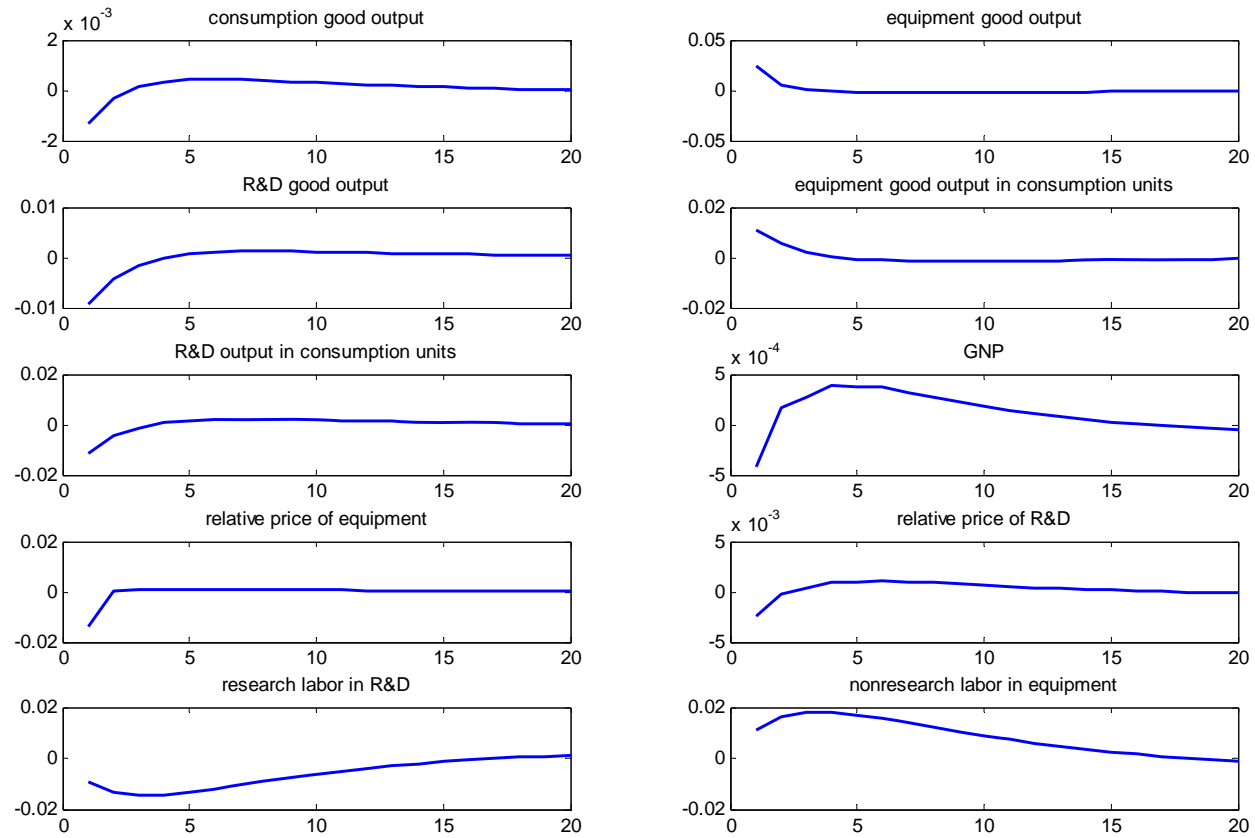 x 10-3
consumption good output
2
0
-2
0 5 10 15 20
equipment good output
0.05
0
-0.05
0 5 10 15 20
R&D good output
0.01
0
-0.01
0 5 10 15 20
equipment good output in consumption units
0.02
0
-0.02
0 5 10 15 20
R&D output in consumption units
0.02
0
-0.02
0 5 10 15 20
x 10-4
GNP
5
0
-5
0 5 10 15 20
relative price of equipment
0.02
0
-0.02
0 5 10 15 20
x 10-3
relative price of R&D
5
0
-5
0 5 10 15 20
research labor in R&D
0.02
0
-0.02
0 5 10 15 20
nonresearch labor in equipment
0.02
0
-0.02
0 5 10 15 20